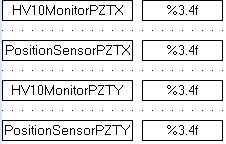 HV10MonitorPZTX %3.4f
PositionSensorPZTX %3.4f
HV10MonitorPZTY %3.4f
PositionSensorPZTY %3.4f